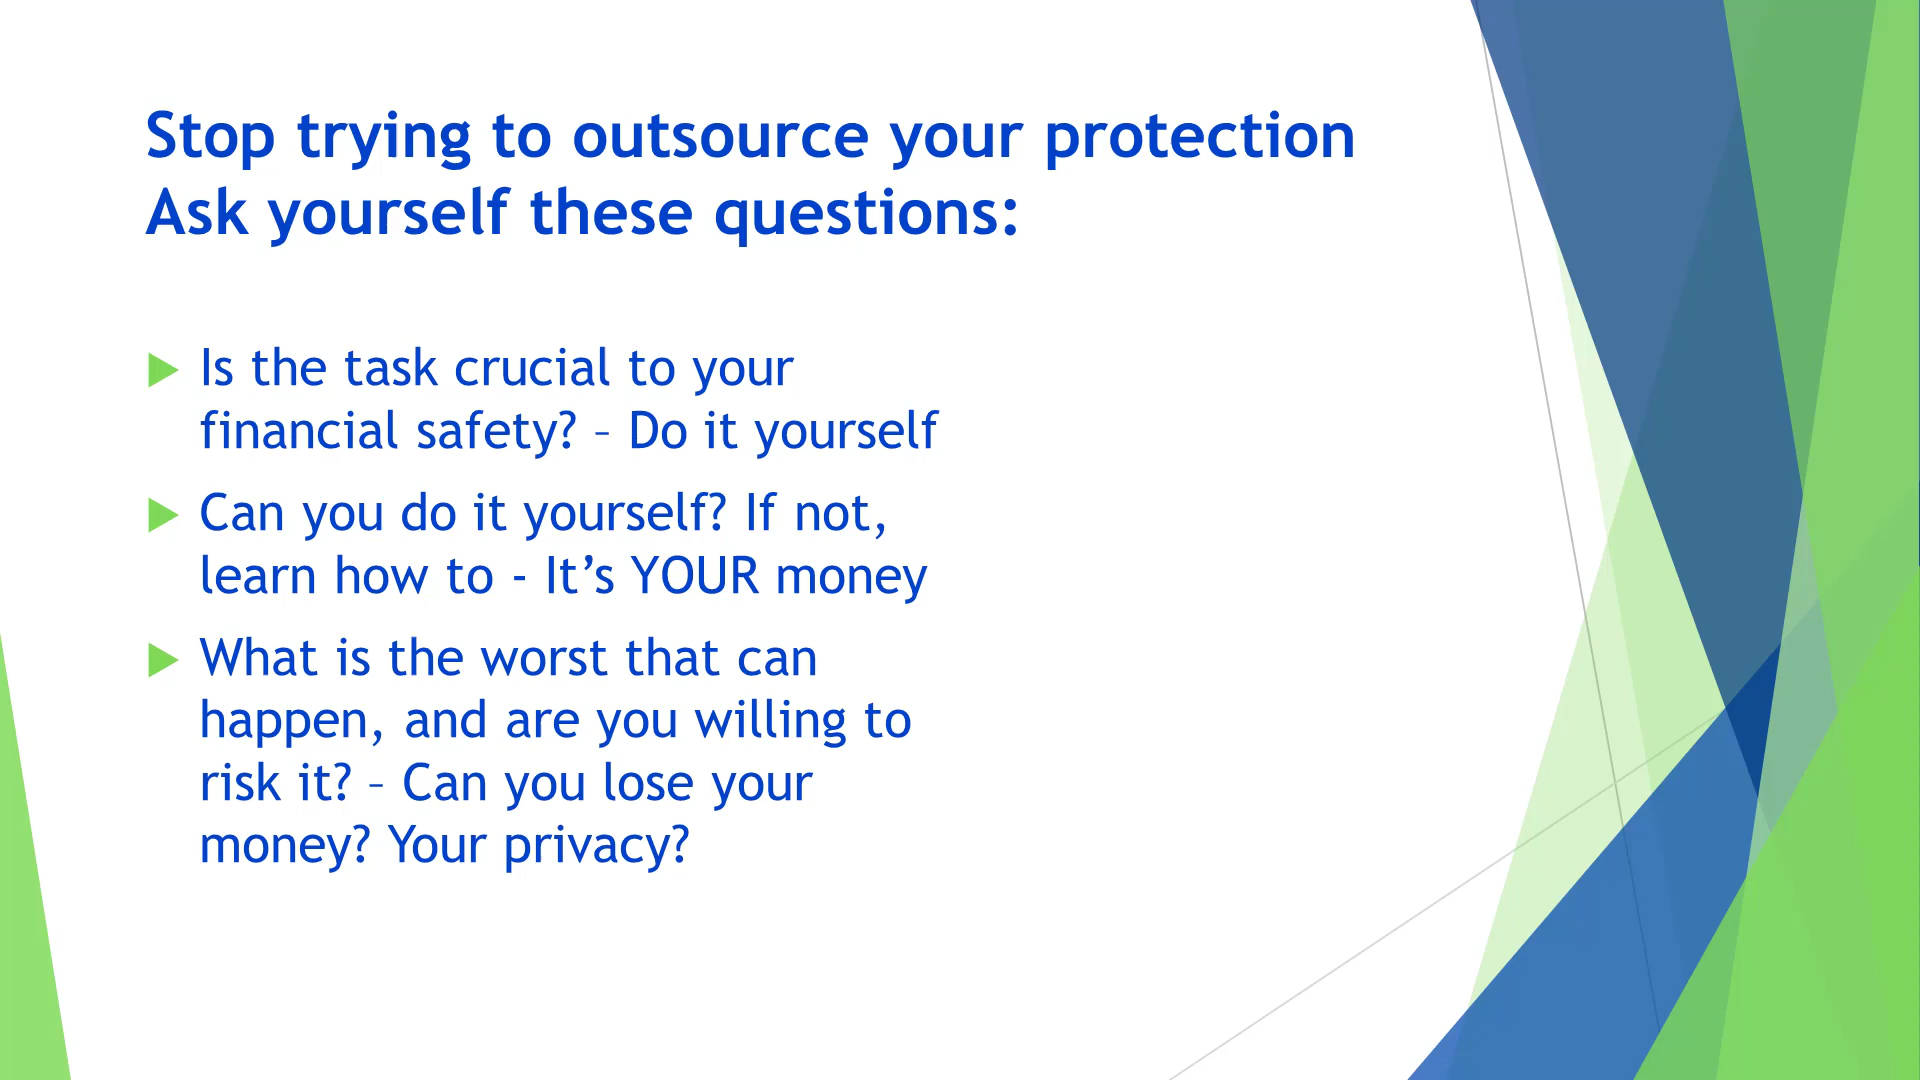 Stop trying to outsource your protection
Ask yourself these questions:
Is the task crucial to your
financial safety? – Do it yourself
Can you do it yourself? If not,
learn how to - It’s YOUR money
What is the worst that can
happen, and are you willing to
risk it? – Can you lose your
money? Your privacy?